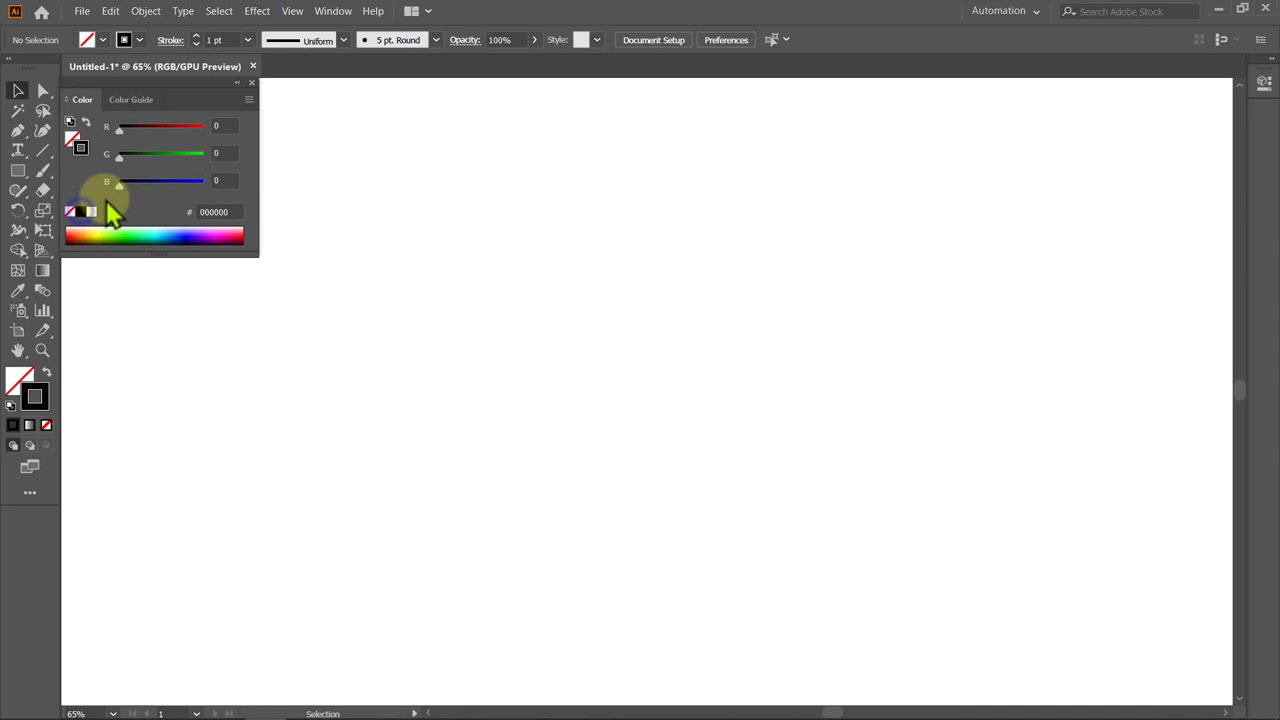 Ai File Edit Object Type Select Effect View Window Help Automation Search Adobe Stock
No Selection Stroke: 1 pt Uniform 5 pt. Round Opacity: 100% Style: Document Setup Preferences
Untitled-1* @ 65% (RGB/GPU Preview)
Color Color Guide
R 0
G 0
B 0
# 000000
65% 1 Selection